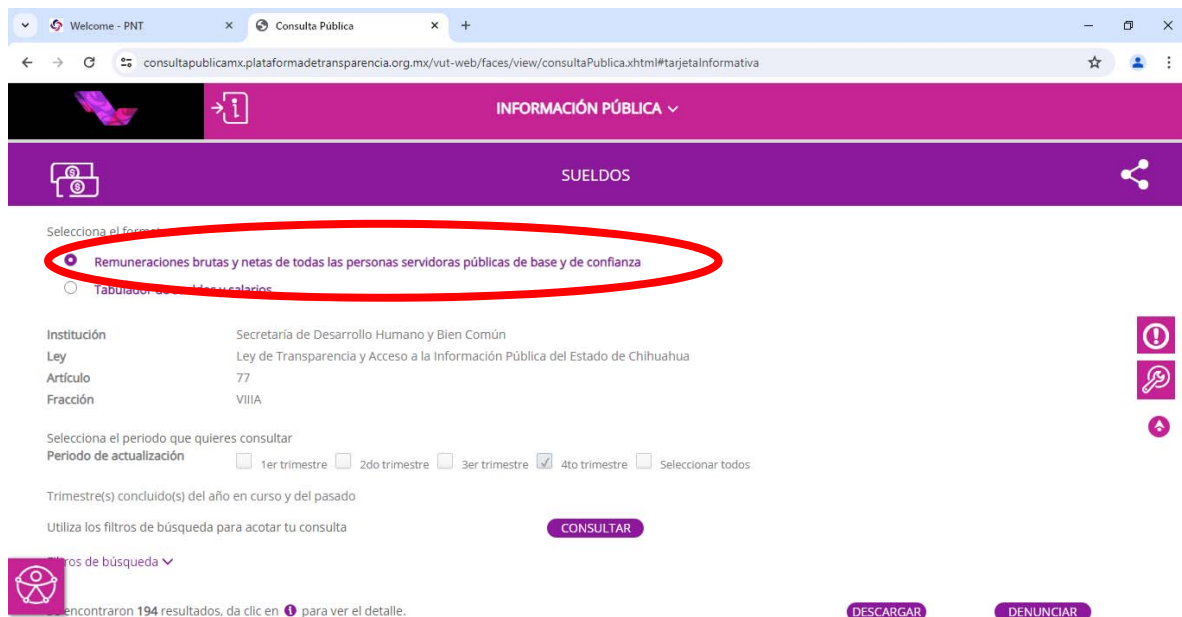 Welcome - PNT
Consulta Pública
consultapublicamx.plataformadetransparencia.org.mx/vut-web/faces/view/consultaPublica.xhtml#tarjetaInformativa
INFORMACIÓN PÚBLICA
SUELDOS
Selecciona el
Remuneraciones brutas y netas de todas las personas servidoras públicas de base y de confianza
y salarios
Institución Secretaría de Desarrollo Humano y Bien Común
Ley Ley de Transparencia y Acceso a la Información Pública del Estado de Chihuahua
Artículo 77
Fracción VIIIA
Selecciona el periodo que quieres consultar
Periodo de actualización 1er trimestre 2do trimestre 3er trimestre 4to trimestre Seleccionar todos
Trimestre(s) concluido(s) del año en curso y del pasado
Utiliza los filtros de búsqueda para acotar tu consulta CONSULTAR
de búsqueda
encontraron 194 resultados, da clic en para ver el detalle. DESCARGAR DENUNCIAR